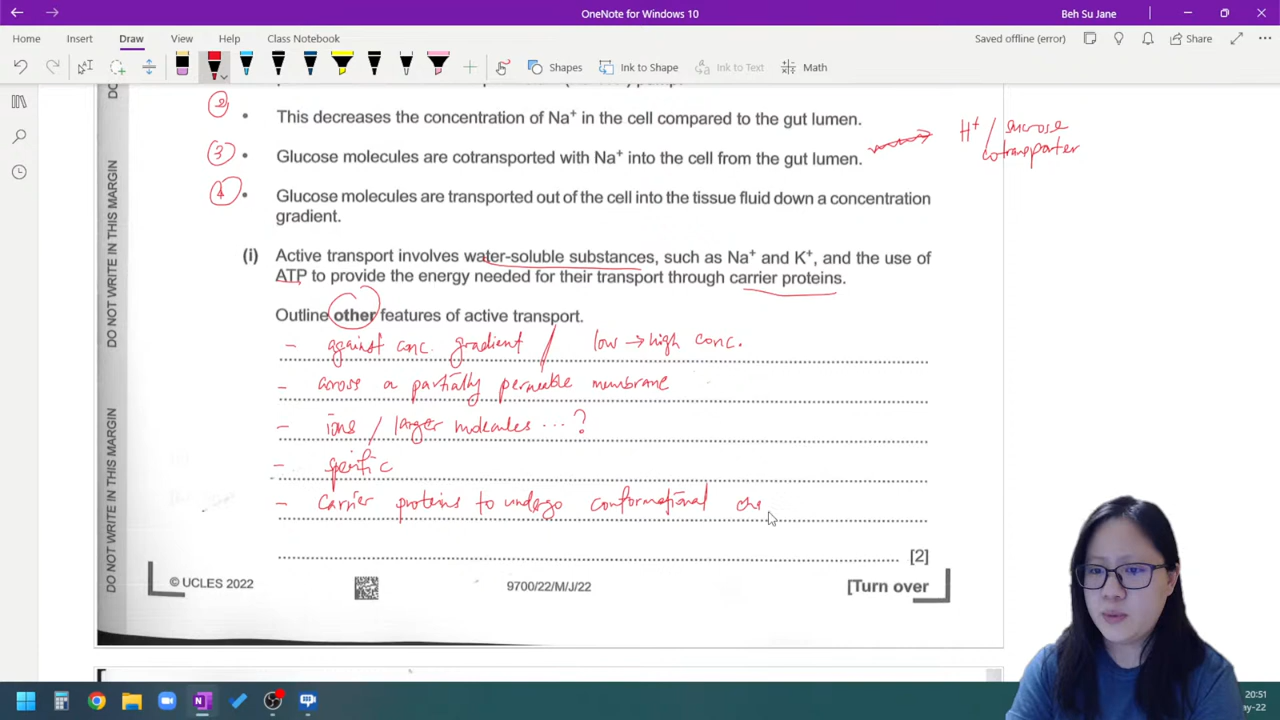 OneNote for Windows 10
Beh Su Jane
Home Insert Draw View Help Class Notebook
Saved offline (error) Share
Shapes Ink to Shape Ink to Text Math
② • This decreases the concentration of Na+ in the cell compared to the gut lumen.
H+ / sucrose
cotransporter
③ • Glucose molecules are cotransported with Na+ into the cell from the gut lumen.
④ • Glucose molecules are transported out of the cell into the tissue fluid down a concentration
gradient.
(i) Active transport involves water-soluble substances, such as Na+ and K+, and the use of
ATP to provide the energy needed for their transport through carrier proteins.
Outline other features of active transport.
- against conc. gradient / low → high conc.
- across a partially permeable membrane
- ions / larger molecules ... ?
- specific
- carrier proteins to undergo conformational cha
[2]
© UCLES 2022
9700/22/M/J/22
[Turn over
DO NOT WRITE IN THIS MARGIN
DO NOT WRITE IN THIS MARGIN
[
20:51
ay-22